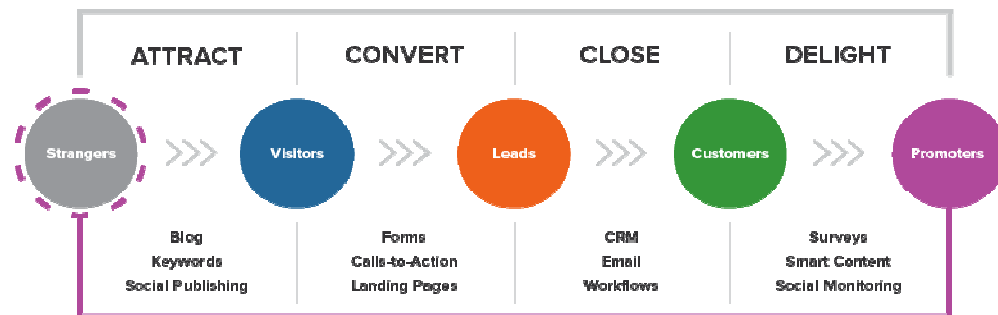 ATTRACT
CONVERT
CLOSE
DELIGHT
Strangers
Visitors
Leads
Customers
Promoters
Blog
Keywords
Social Publishing
Forms
Calls-to-Action
Landing Pages
CRM
Email
Workflows
Surveys
Smart Content
Social Monitoring